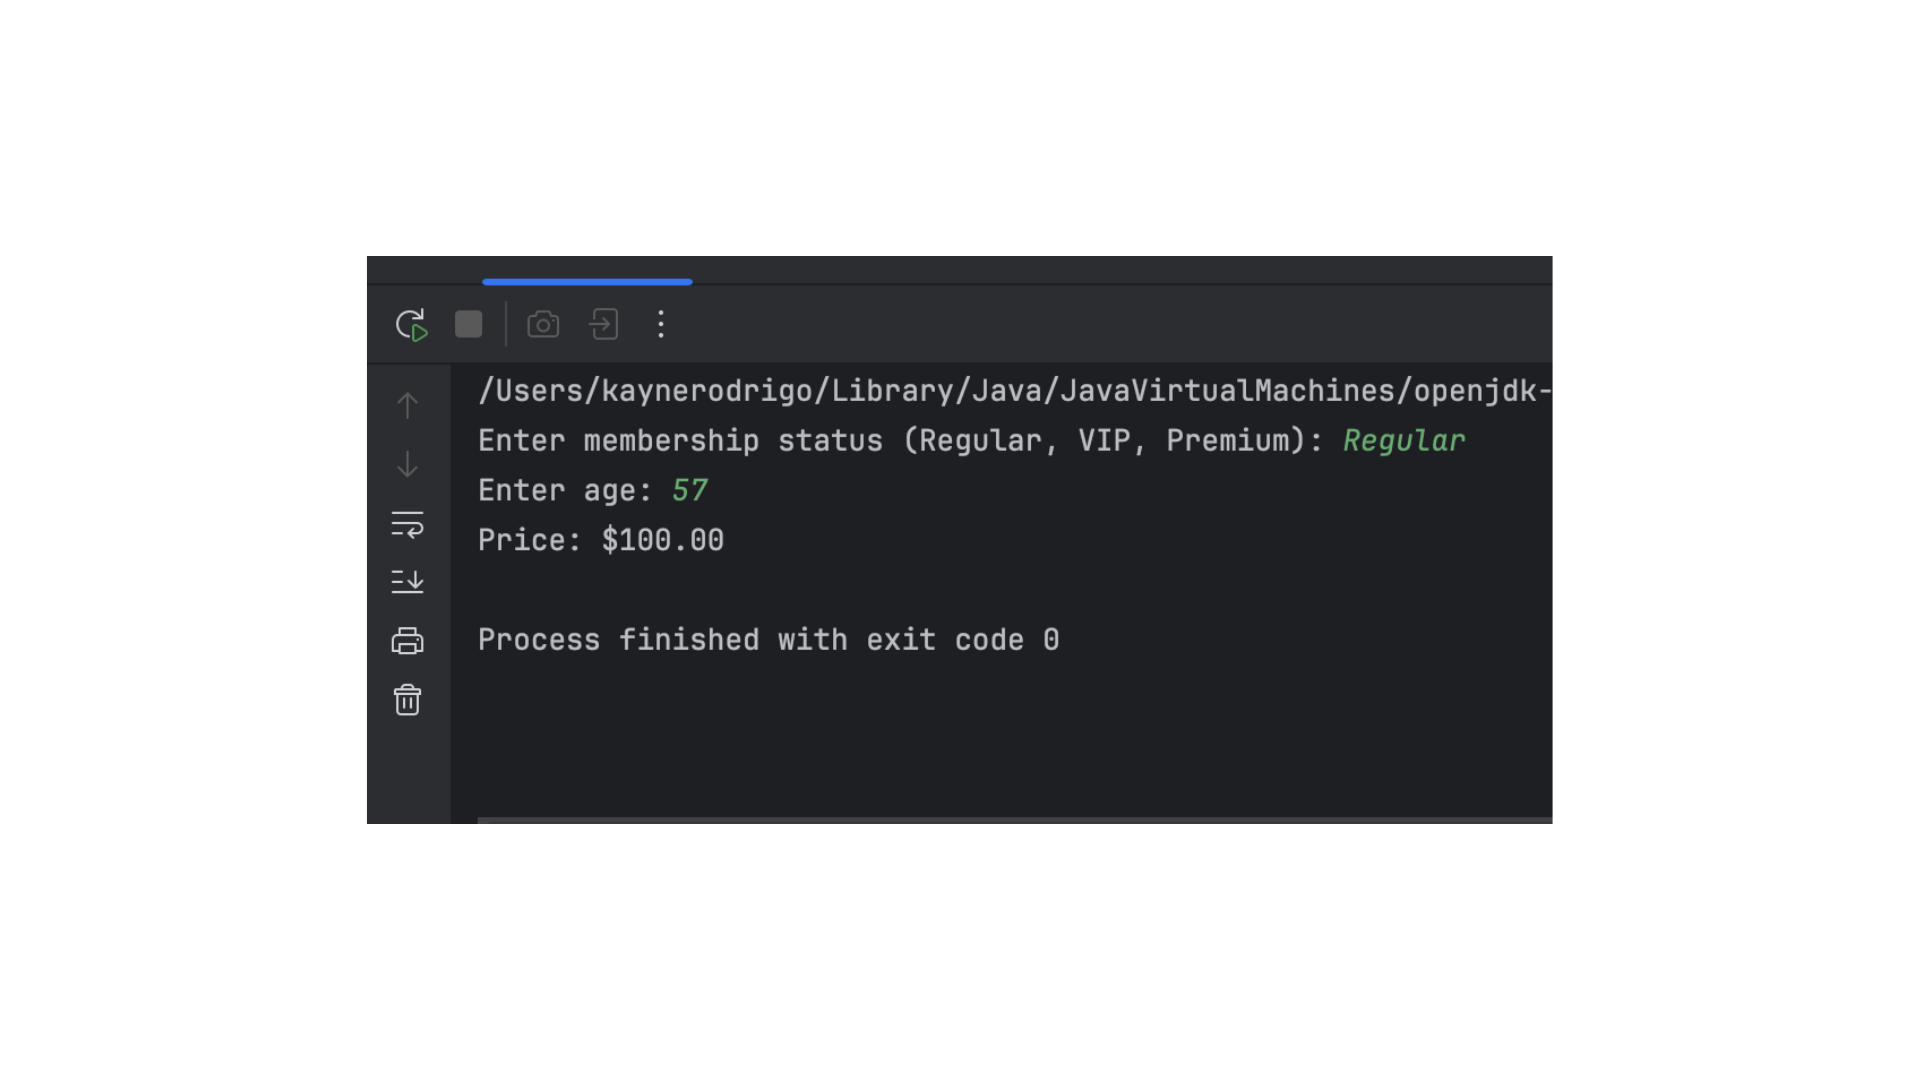 /Users/kaynerodrigo/Library/Java/JavaVirtualMachines/openjdk-
Enter membership status (Regular, VIP, Premium): Regular
Enter age: 57
Price: $100.00
Process finished with exit code 0